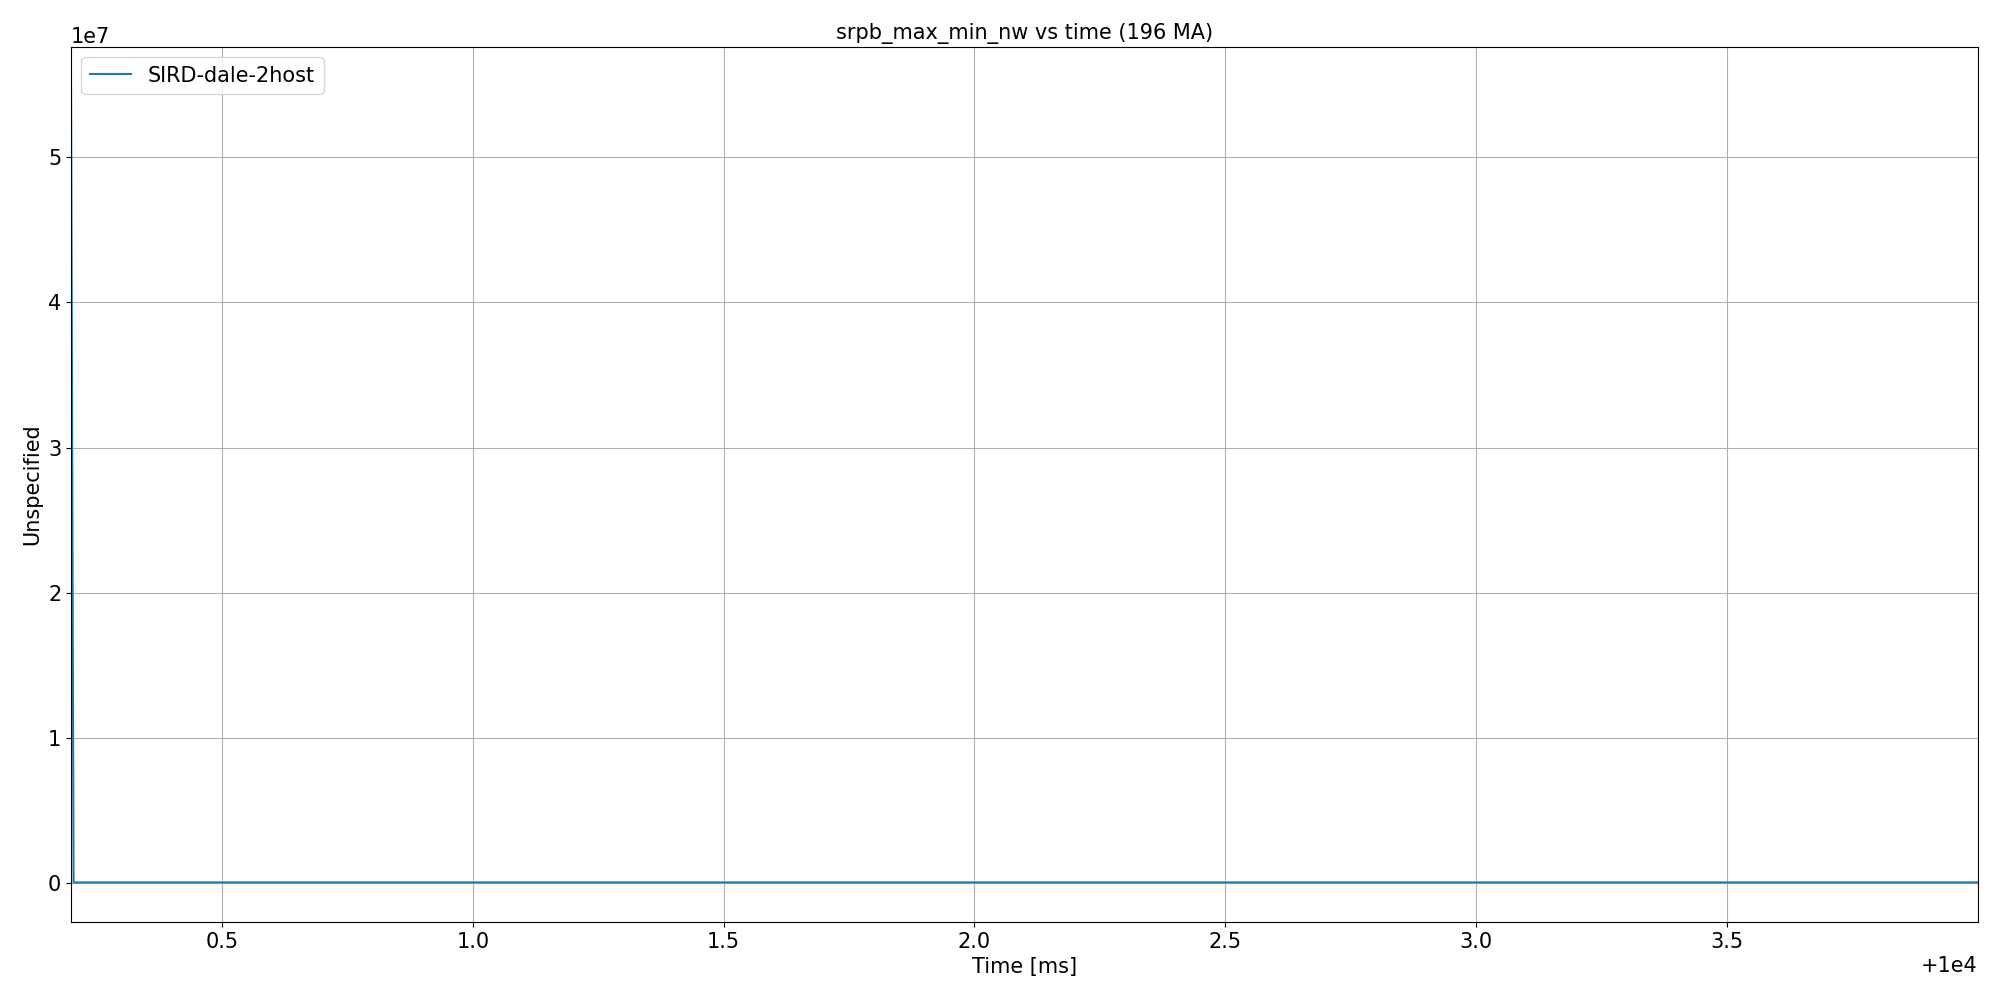 srpb_max_min_nw vs time (196 MA)
1e7
SIRD-dale-2host
5
4
3
2
1
0
Unspecified
0.5 1.0 1.5 2.0 2.5 3.0 3.5
Time [ms]
+1e4